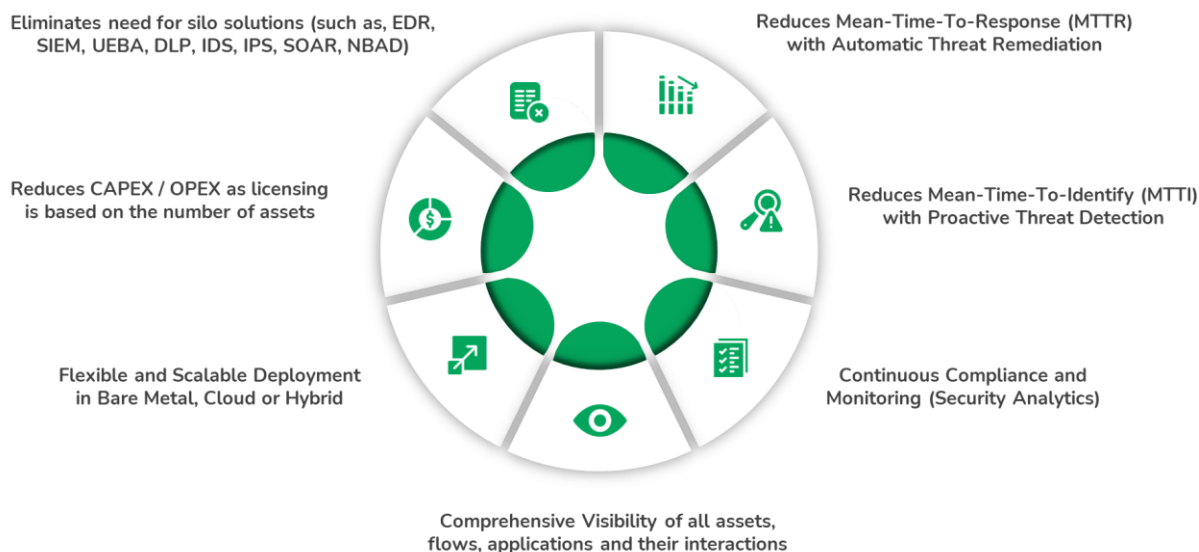 Eliminates need for silo solutions (such as, EDR,
SIEM, UEBA, DLP, IDS, IPS, SOAR, NBAD)
Reduces Mean-Time-To-Response (MTTR)
with Automatic Threat Remediation
Reduces CAPEX / OPEX as licensing
is based on the number of assets
Reduces Mean-Time-To-Identify (MTTI)
with Proactive Threat Detection
Flexible and Scalable Deployment
in Bare Metal, Cloud or Hybrid
Continuous Compliance and
Monitoring (Security Analytics)
Comprehensive Visibility of all assets,
flows, applications and their interactions
$